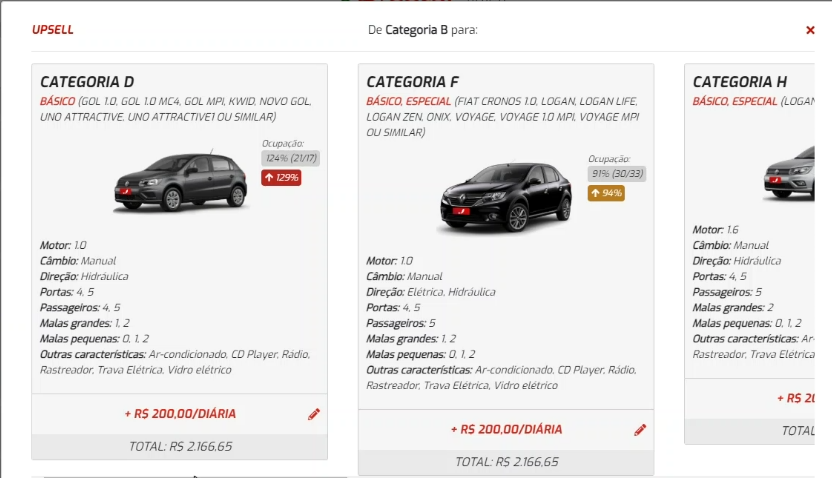 UPSELL
De Categoria B para:
CATEGORIA D
BÁSICO (GOL 1.0, GOL 1.0 MC4, GOL MPI, KWID, NOVO GOL,
UNO ATTRACTIVE, UNO ATTRACTIVE1 OU SIMILAR)
Ocupação:
124% (21/17)
129%
Motor: 1.0
Câmbio: Manual
Direção: Hidráulica
Portas: 4, 5
Passageiros: 4, 5
Malas grandes: 1, 2
Malas pequenas: 0, 1, 2
Outras características: Ar-condicionado, CD Player, Rádio,
Rastreador, Trava Elétrica, Vidro elétrico
+ R$ 200,00/DIÁRIA
TOTAL: R$ 2.166,65
CATEGORIA F
BÁSICO, ESPECIAL (FIAT CRONOS 1.0, LOGAN, LOGAN LIFE,
LOGAN ZEN, ONIX, VOYAGE, VOYAGE 1.0 MPI, VOYAGE MPI
OU SIMILAR)
Ocupação:
91% (30/33)
94%
Motor: 1.0
Câmbio: Manual
Direção: Elétrica, Hidráulica
Portas: 4, 5
Passageiros: 5
Malas grandes: 1, 2
Malas pequenas: 0, 1, 2
Outras características: Ar-condicionado, CD Player, Rádio,
Rastreador, Trava Elétrica, Vidro elétrico
+ R$ 200,00/DIÁRIA
TOTAL: R$ 2.166,65
CATEGORIA H
BÁSICO, ESPECIAL (LOGAN
Motor: 1.6
Câmbio: Manual
Direção: Hidráulica
Portas: 4, 5
Passageiros: 5
Malas grandes: 2
Malas pequenas: 0, 1, 2
Outras características: Ar-
Rastreador, Trava Elétrica
+ R$ 20
TOTAL